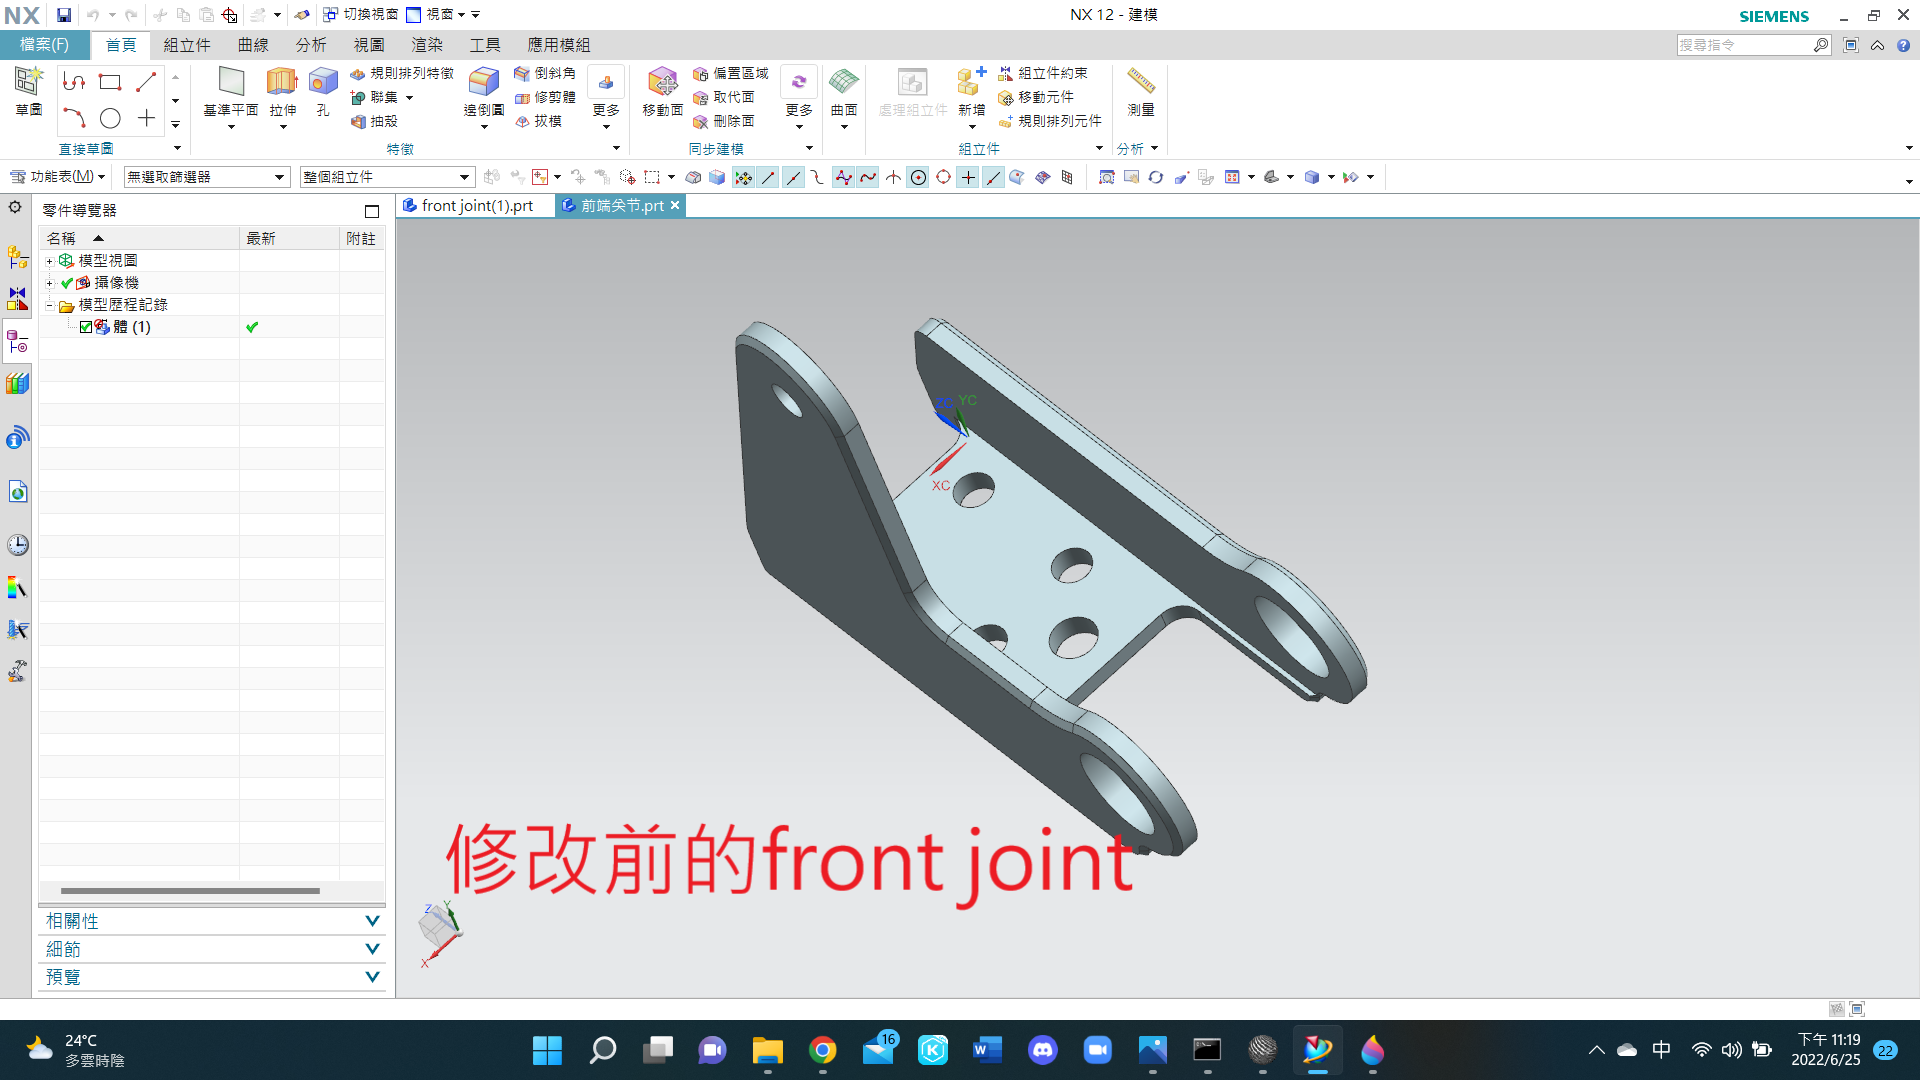 NX
切換視窗 視窗
NX 12 - 建模
SIEMENS
檔案(F) 首頁 組立件 曲線 分析 視圖 渲染 工具 應用模組
搜尋指令
草圖
直接草圖
基準平面 拉伸 孔
規則排列特徵
聯集
抽殼
邊倒圓
倒斜角
修剪體
拔模
更多
特徵
移動面
偏置區域
取代面
刪除面
更多
同步建模
曲面
處理組立件 新增
組立件約束
移動元件
規則排列元件
組立件
測量
分析
功能表(M) 無選取篩選器 整個組立件
零件導覽器
名稱 最新 附註
模型視圖
攝像機
模型歷程記錄
體 (1)
相關性
細節
預覽
front joint(1).prt 前端关节.prt
ZC YC
XC
修改前的front joint
Z Y
X
24°C
多雲時陰
16
中
下午 11:19
2022/6/25
22